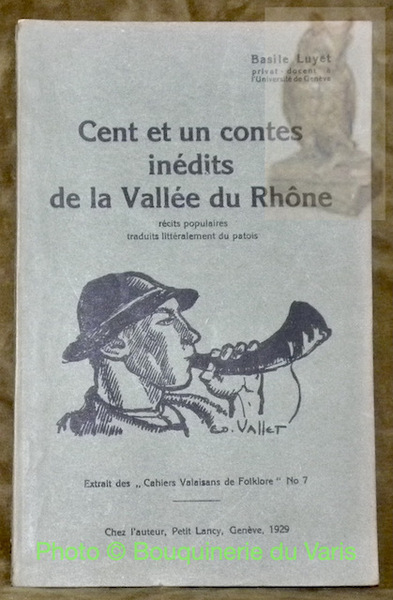 Basile Luyet
privat-docent à
l'Université de Genève
Cent et un contes
inédits
de la Vallée du Rhône
récits populaires
traduits littéralement du patois
ED. VALLET
Extrait des „Cahiers Valaisans de Folklore" No 7
Chez l'auteur, Petit Lancy, Genève, 1929
Photo © Bouquinerie du Varis